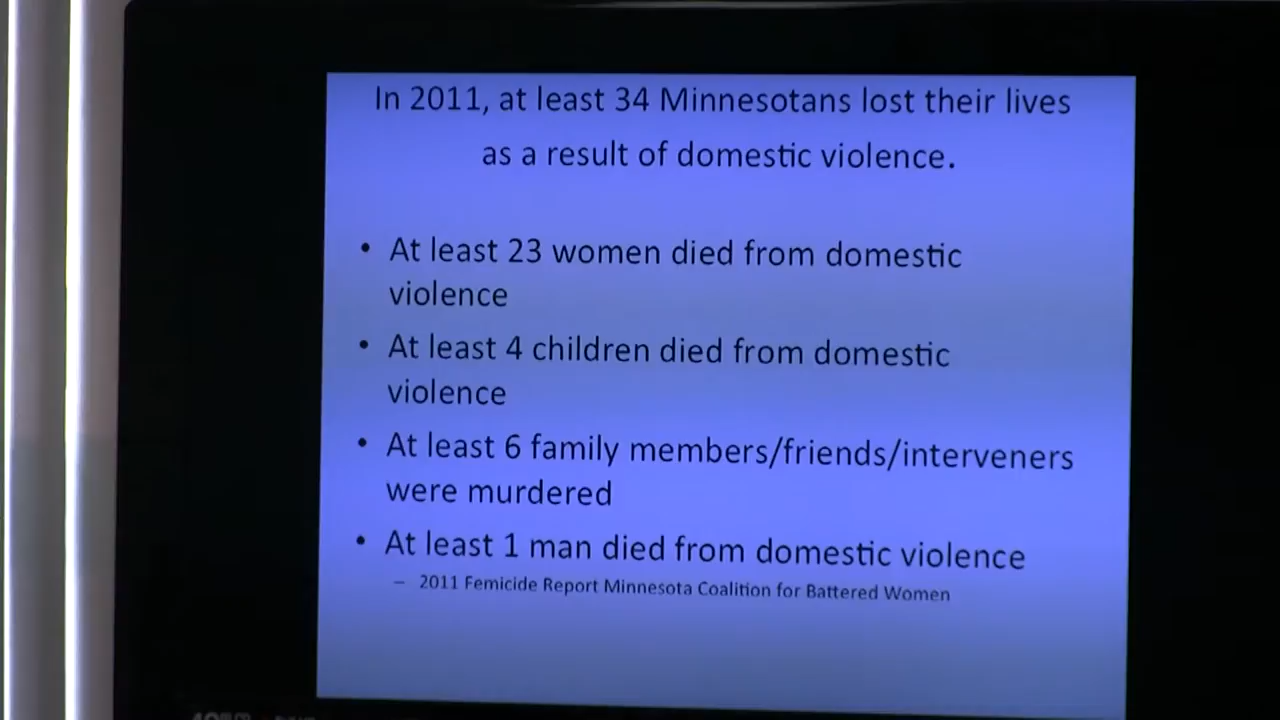 In 2011, at least 34 Minnesotans lost their lives
as a result of domestic violence.
• At least 23 women died from domestic
violence
• At least 4 children died from domestic
violence
• At least 6 family members/friends/interveners
were murdered
• At least 1 man died from domestic violence
– 2011 Femicide Report Minnesota Coalition for Battered Women